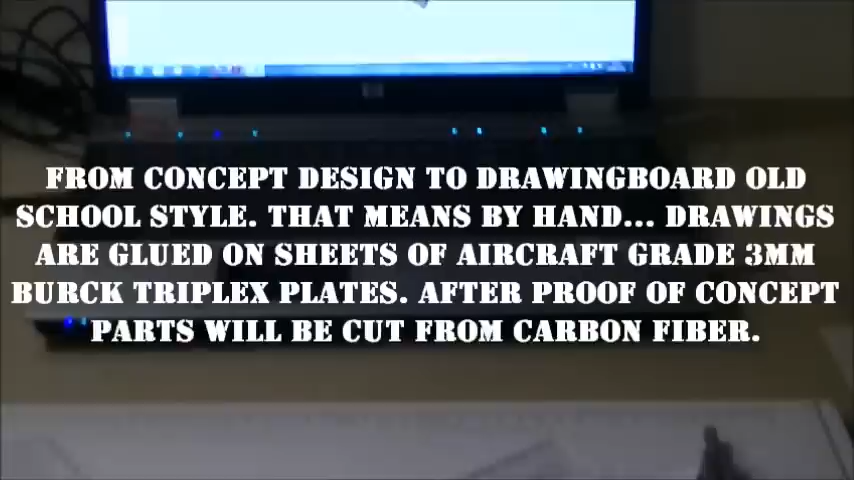 FROM CONCEPT DESIGN TO DRAWINGBOARD OLD
SCHOOL STYLE. THAT MEANS BY HAND... DRAWINGS
ARE GLUED ON SHEETS OF AIRCRAFT GRADE 3MM
BURCK TRIPLEX PLATES. AFTER PROOF OF CONCEPT
PARTS WILL BE CUT FROM CARBON FIBER.